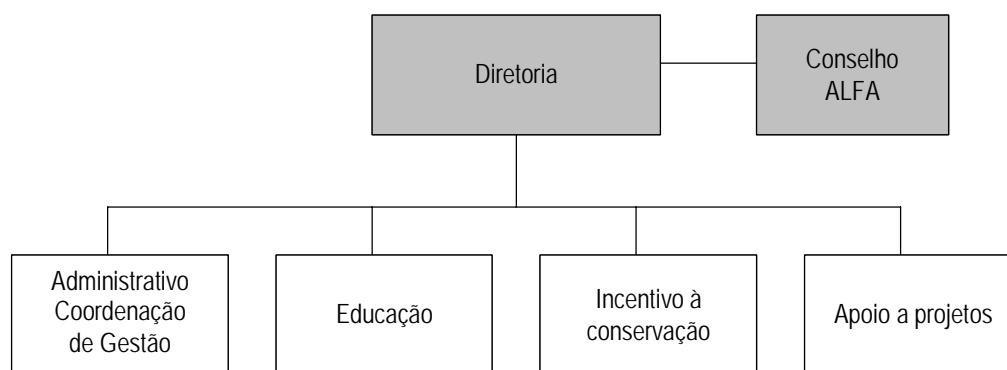 Diretoria
Conselho
ALFA
Administrativo
Coordenação
de Gestão
Educação
Incentivo à
conservação
Apoio a projetos